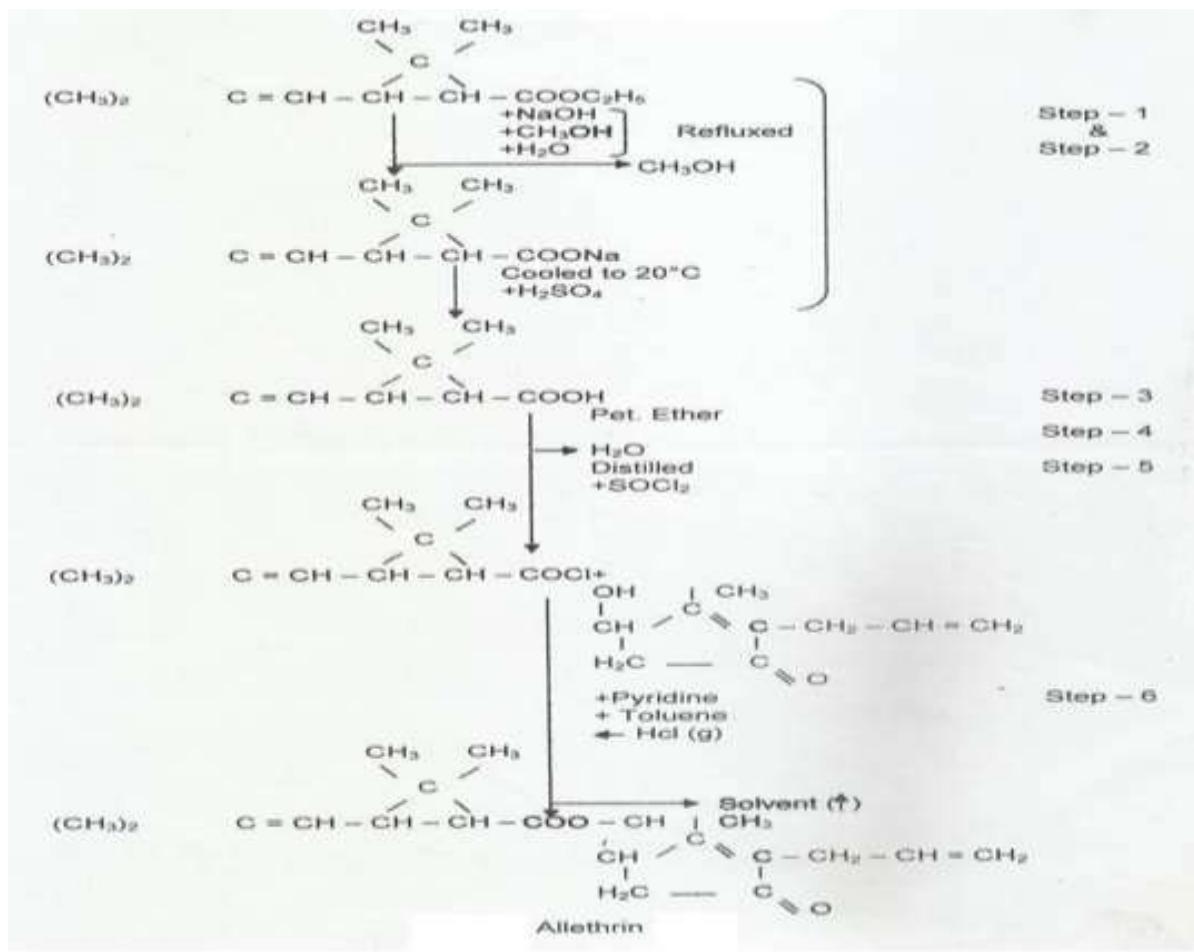 CH₃ CH₃
C
(CH₃)₂ C = CH – CH – CH – COOC₂H₅
+NaOH
+CH₃OH Refluxed
+H₂O
CH₃OH
Step – 1
&
Step – 2
CH₃ CH₃
C
(CH₃)₂ C = CH – CH – CH – COONa
Cooled to 20°C
+H₂SO₄
CH₃ CH₃
C
(CH₃)₂ C = CH – CH – CH – COOH
Pet. Ether
H₂O
Distilled
+SOCl₂
Step – 3
Step – 4
Step – 5
CH₃ CH₃
C
(CH₃)₂ C = CH – CH – CH – COCl+
OH CH₃
C
CH C – CH₂ – CH = CH₂
H₂C C
O
+Pyridine
+ Toluene
Hcl (g)
Step – 6
CH₃ CH₃
C
Solvent (↑)
(CH₃)₂ C = CH – CH – CH – COO – CH CH₃
C
CH C – CH₂ – CH = CH₂
H₂C C
O
Allethrin